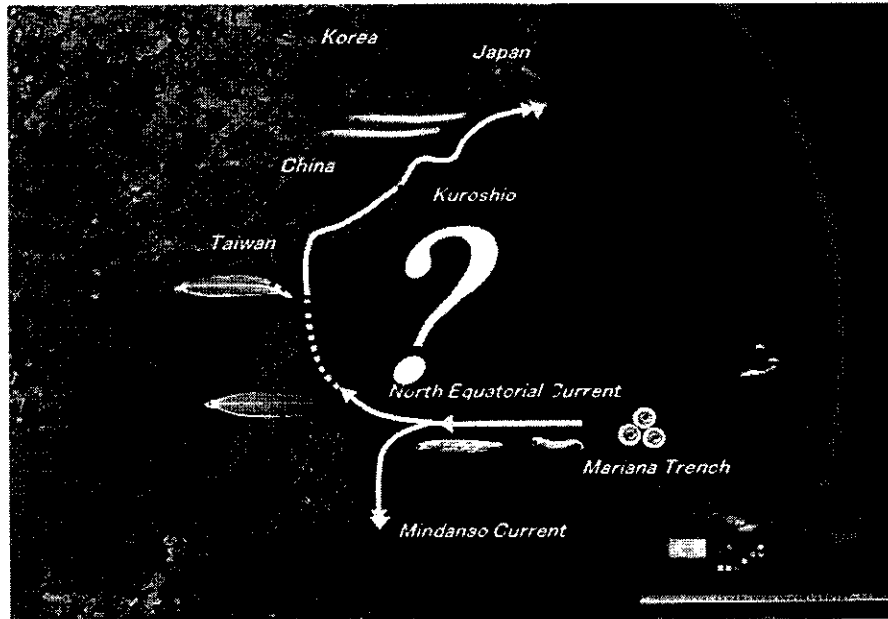 Korea
Japan
China
Kuroshio
Taiwan
?
North Equatorial Current
Mariana Trench
Mindanao Current